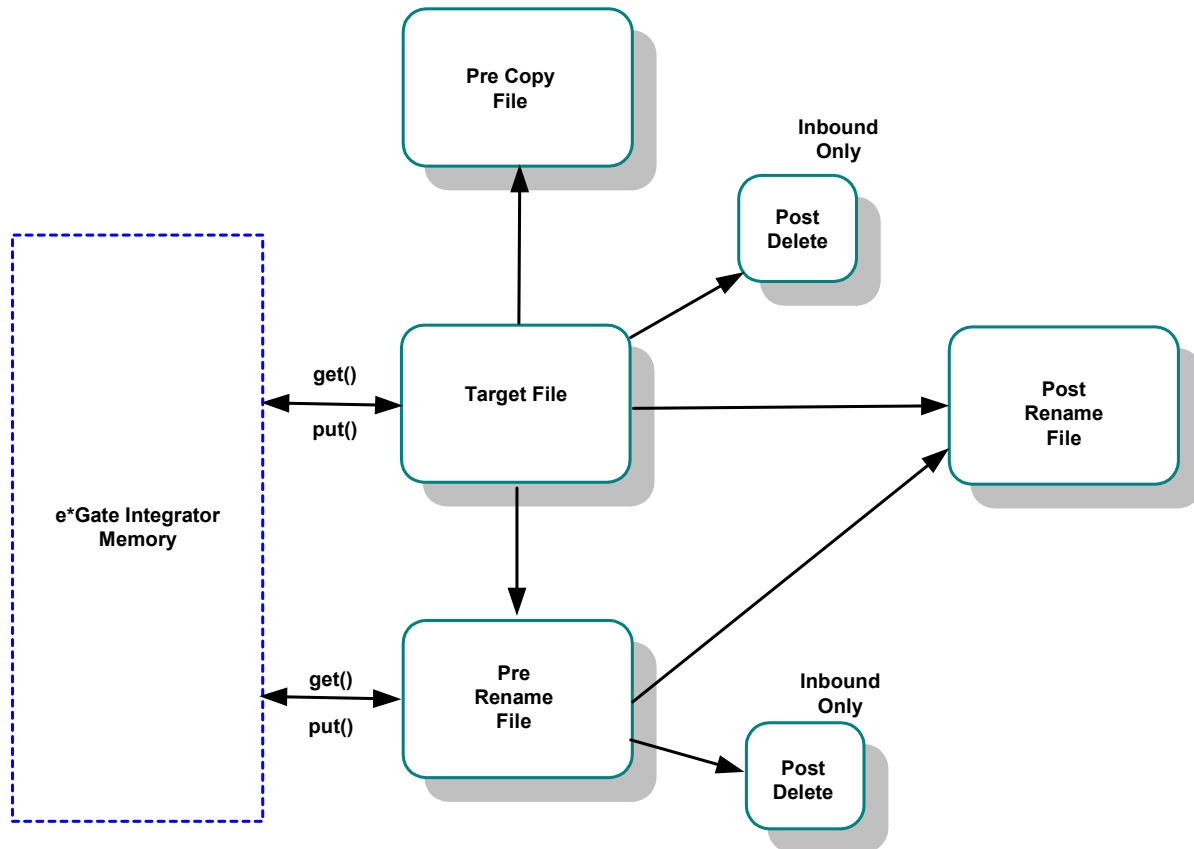 Pre Copy
File
Inbound
Only
Post
Delete
get()
put()
Target File
Post
Rename
File
e*Gate Integrator
Memory
get()
put()
Pre
Rename
File
Inbound
Only
Post
Delete